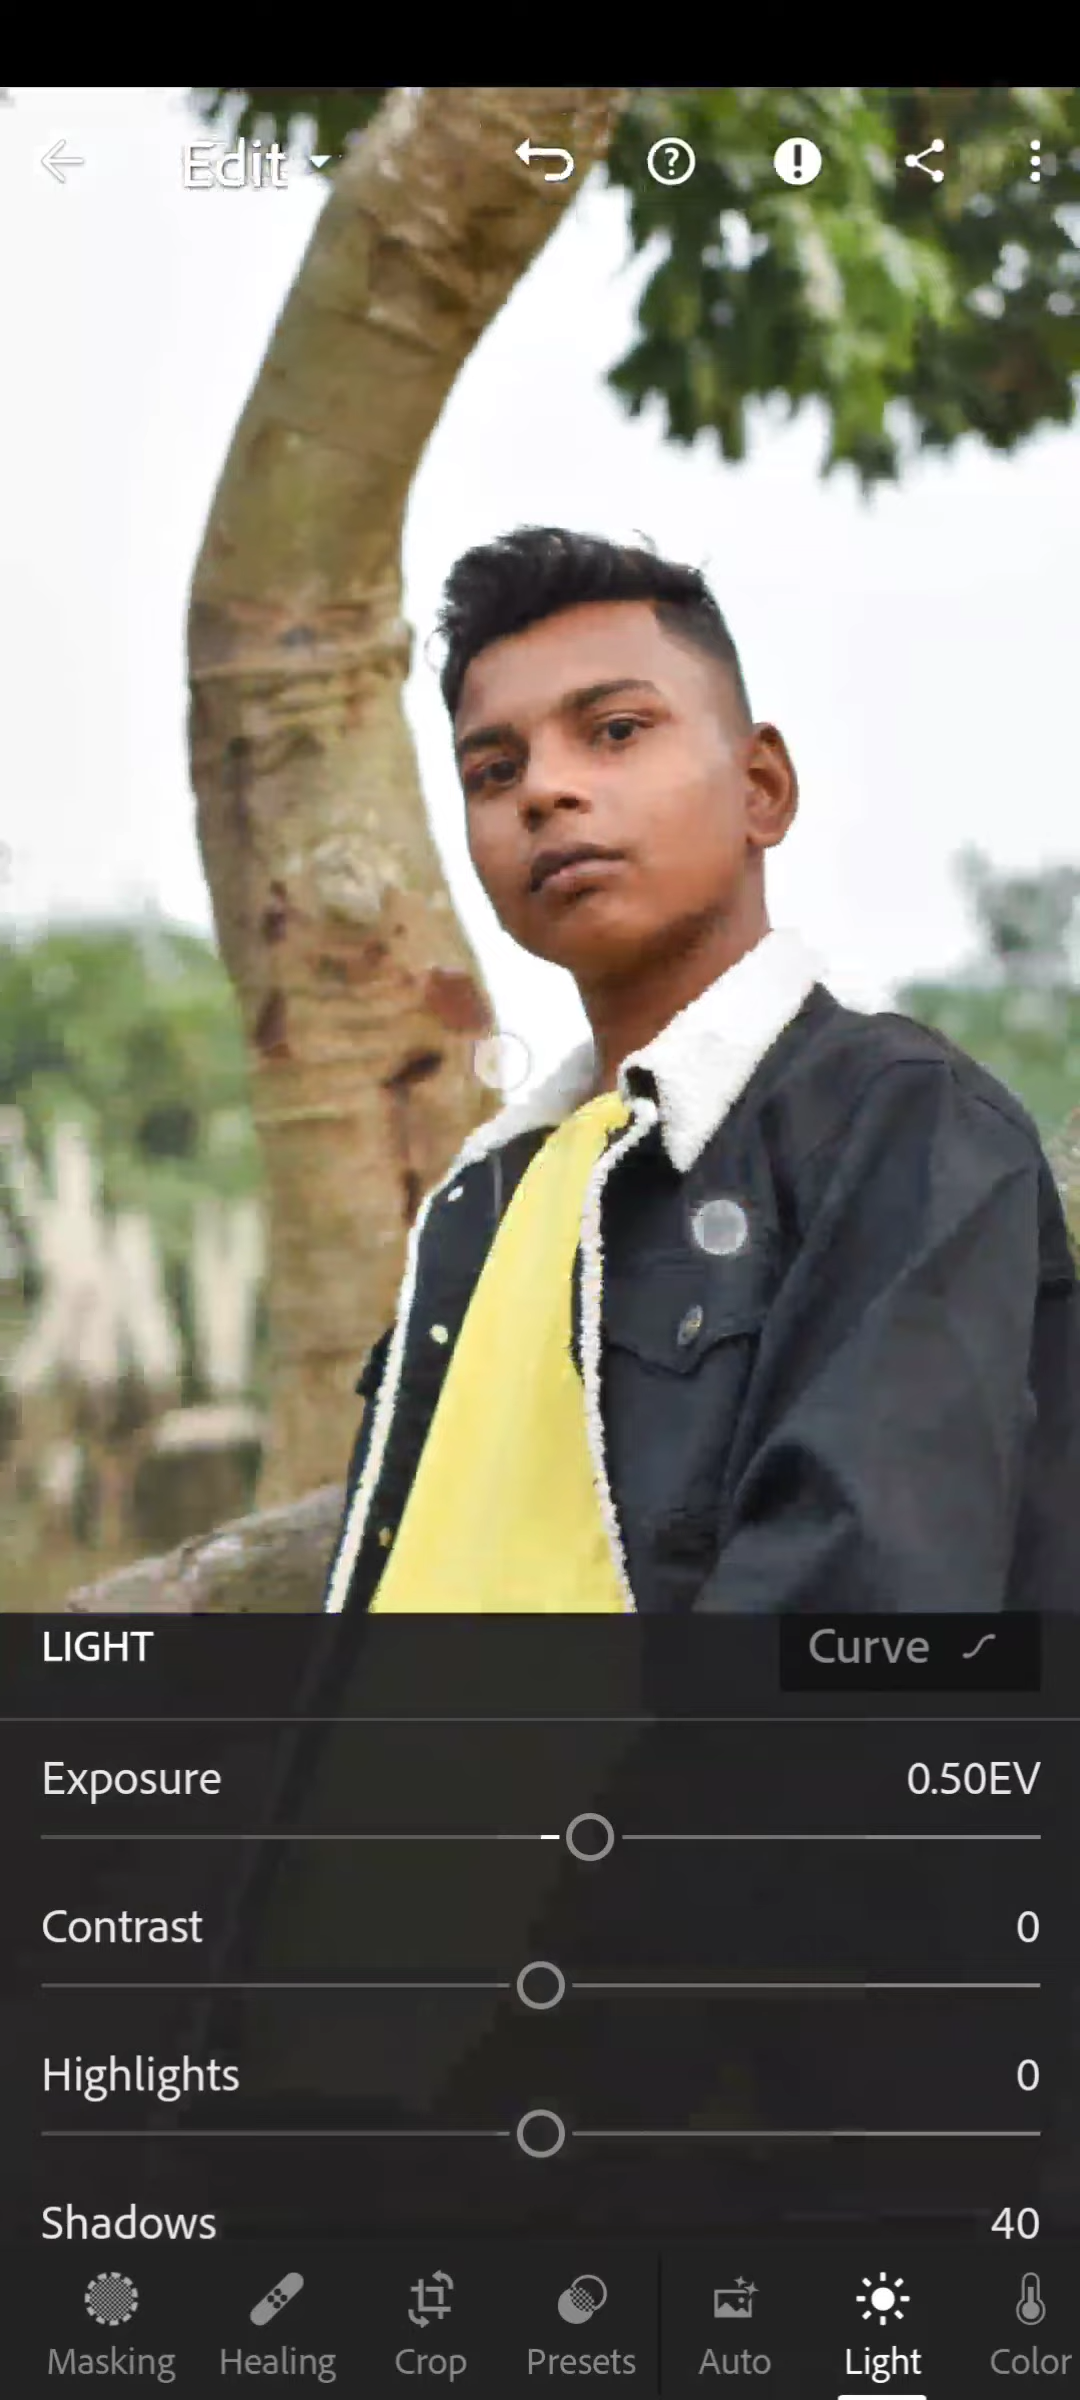 Edit
LIGHT
Curve
Exposure
0.50EV
Contrast
0
Highlights
0
Shadows
40
Masking
Healing
Crop
Presets
Auto
Light
Color